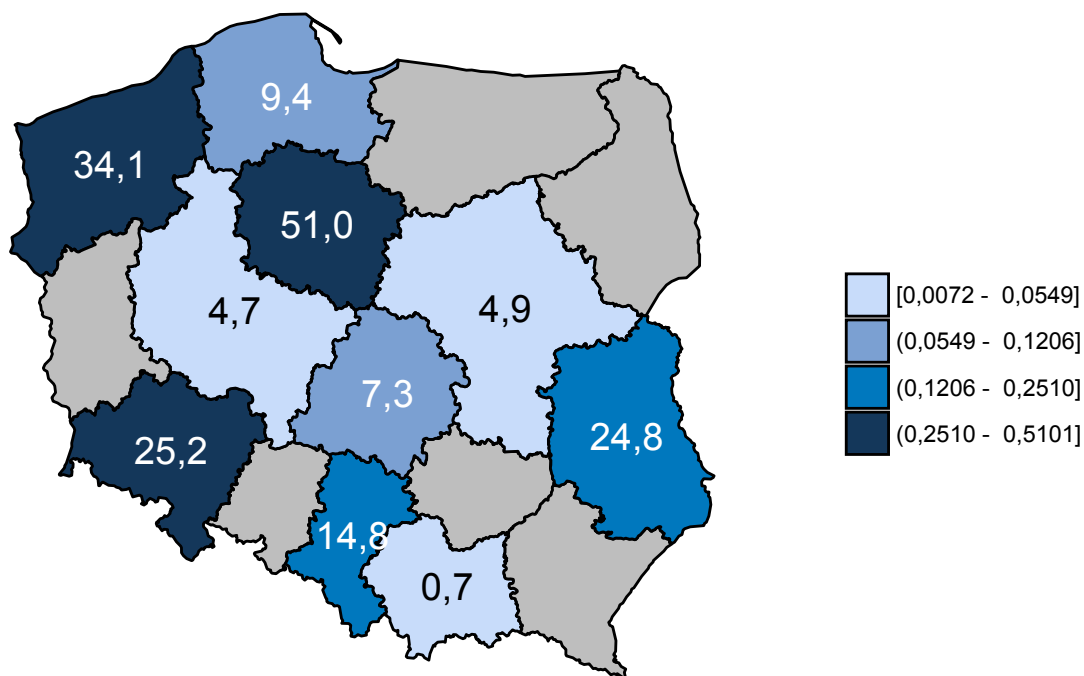 9,4
34,1
51,0
4,7
4,9
7,3
25,2
24,8
14,8
0,7
[0,0072 - 0,0549]
(0,0549 - 0,1206]
(0,1206 - 0,2510]
(0,2510 - 0,5101]